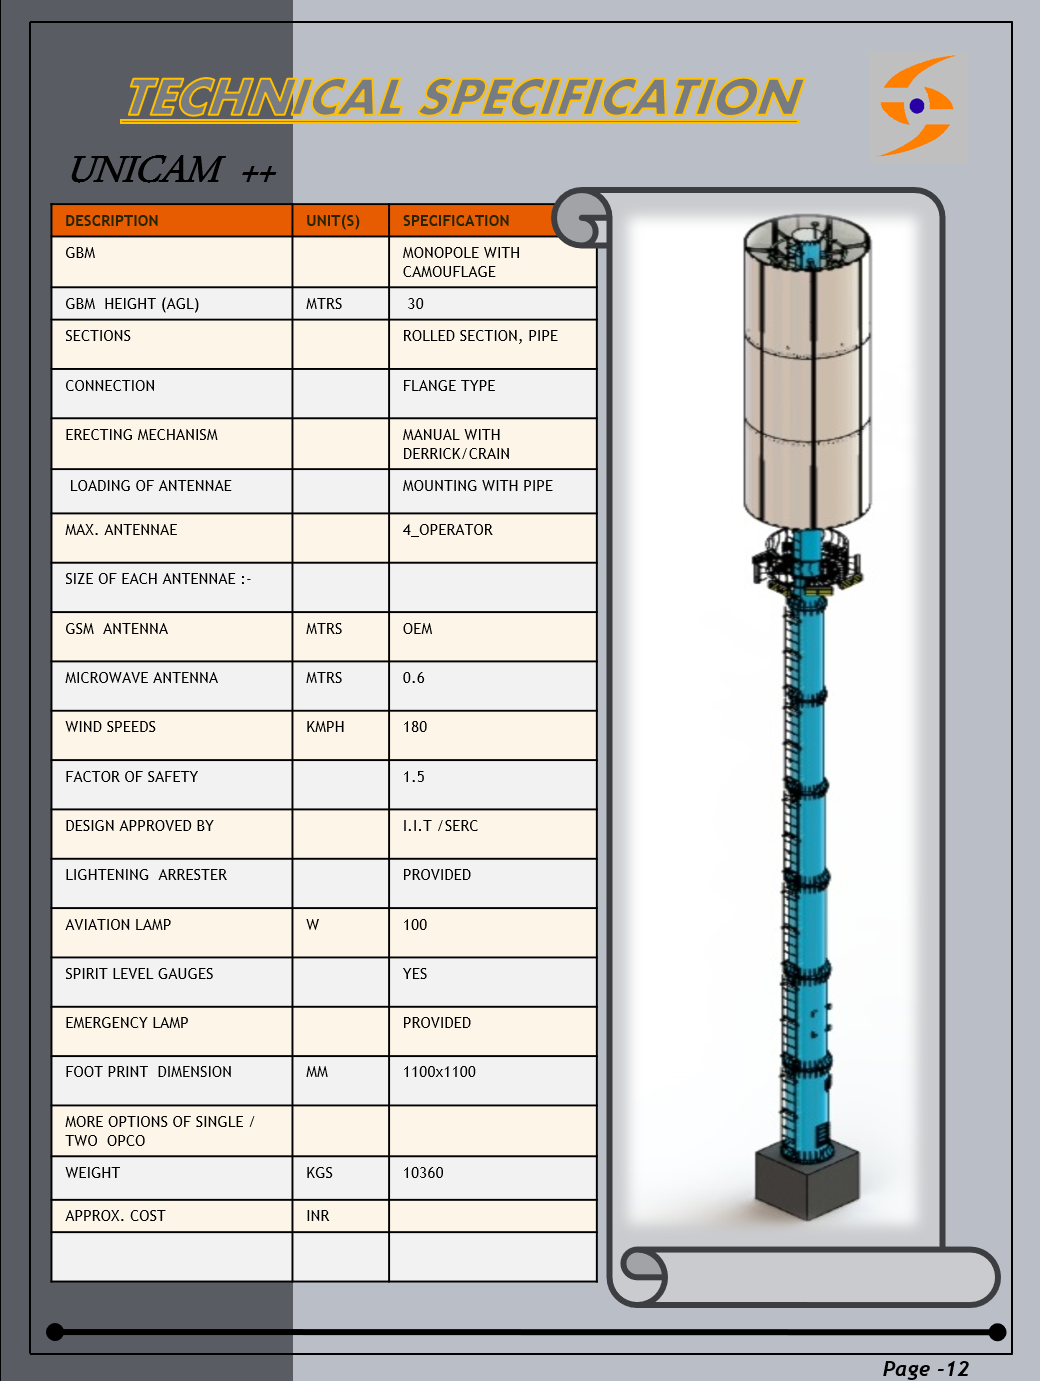 TECHNICAL SPECIFICATION
UNICAM ++
DESCRIPTION UNIT(S) SPECIFICATION
GBM MONOPOLE WITH
CAMOUFLAGE
GBM HEIGHT (AGL) MTRS 30
SECTIONS ROLLED SECTION, PIPE
CONNECTION FLANGE TYPE
ERECTING MECHANISM MANUAL WITH
DERRICK/CRAIN
LOADING OF ANTENNAE MOUNTING WITH PIPE
MAX. ANTENNAE 4_OPERATOR
SIZE OF EACH ANTENNAE :-
GSM ANTENNA MTRS OEM
MICROWAVE ANTENNA MTRS 0.6
WIND SPEEDS KMPH 180
FACTOR OF SAFETY 1.5
DESIGN APPROVED BY I.I.T /SERC
LIGHTENING ARRESTER PROVIDED
AVIATION LAMP W 100
SPIRIT LEVEL GAUGES YES
EMERGENCY LAMP PROVIDED
FOOT PRINT DIMENSION MM 1100x1100
MORE OPTIONS OF SINGLE /
TWO OPCO
WEIGHT KGS 10360
APPROX. COST INR
Page -12